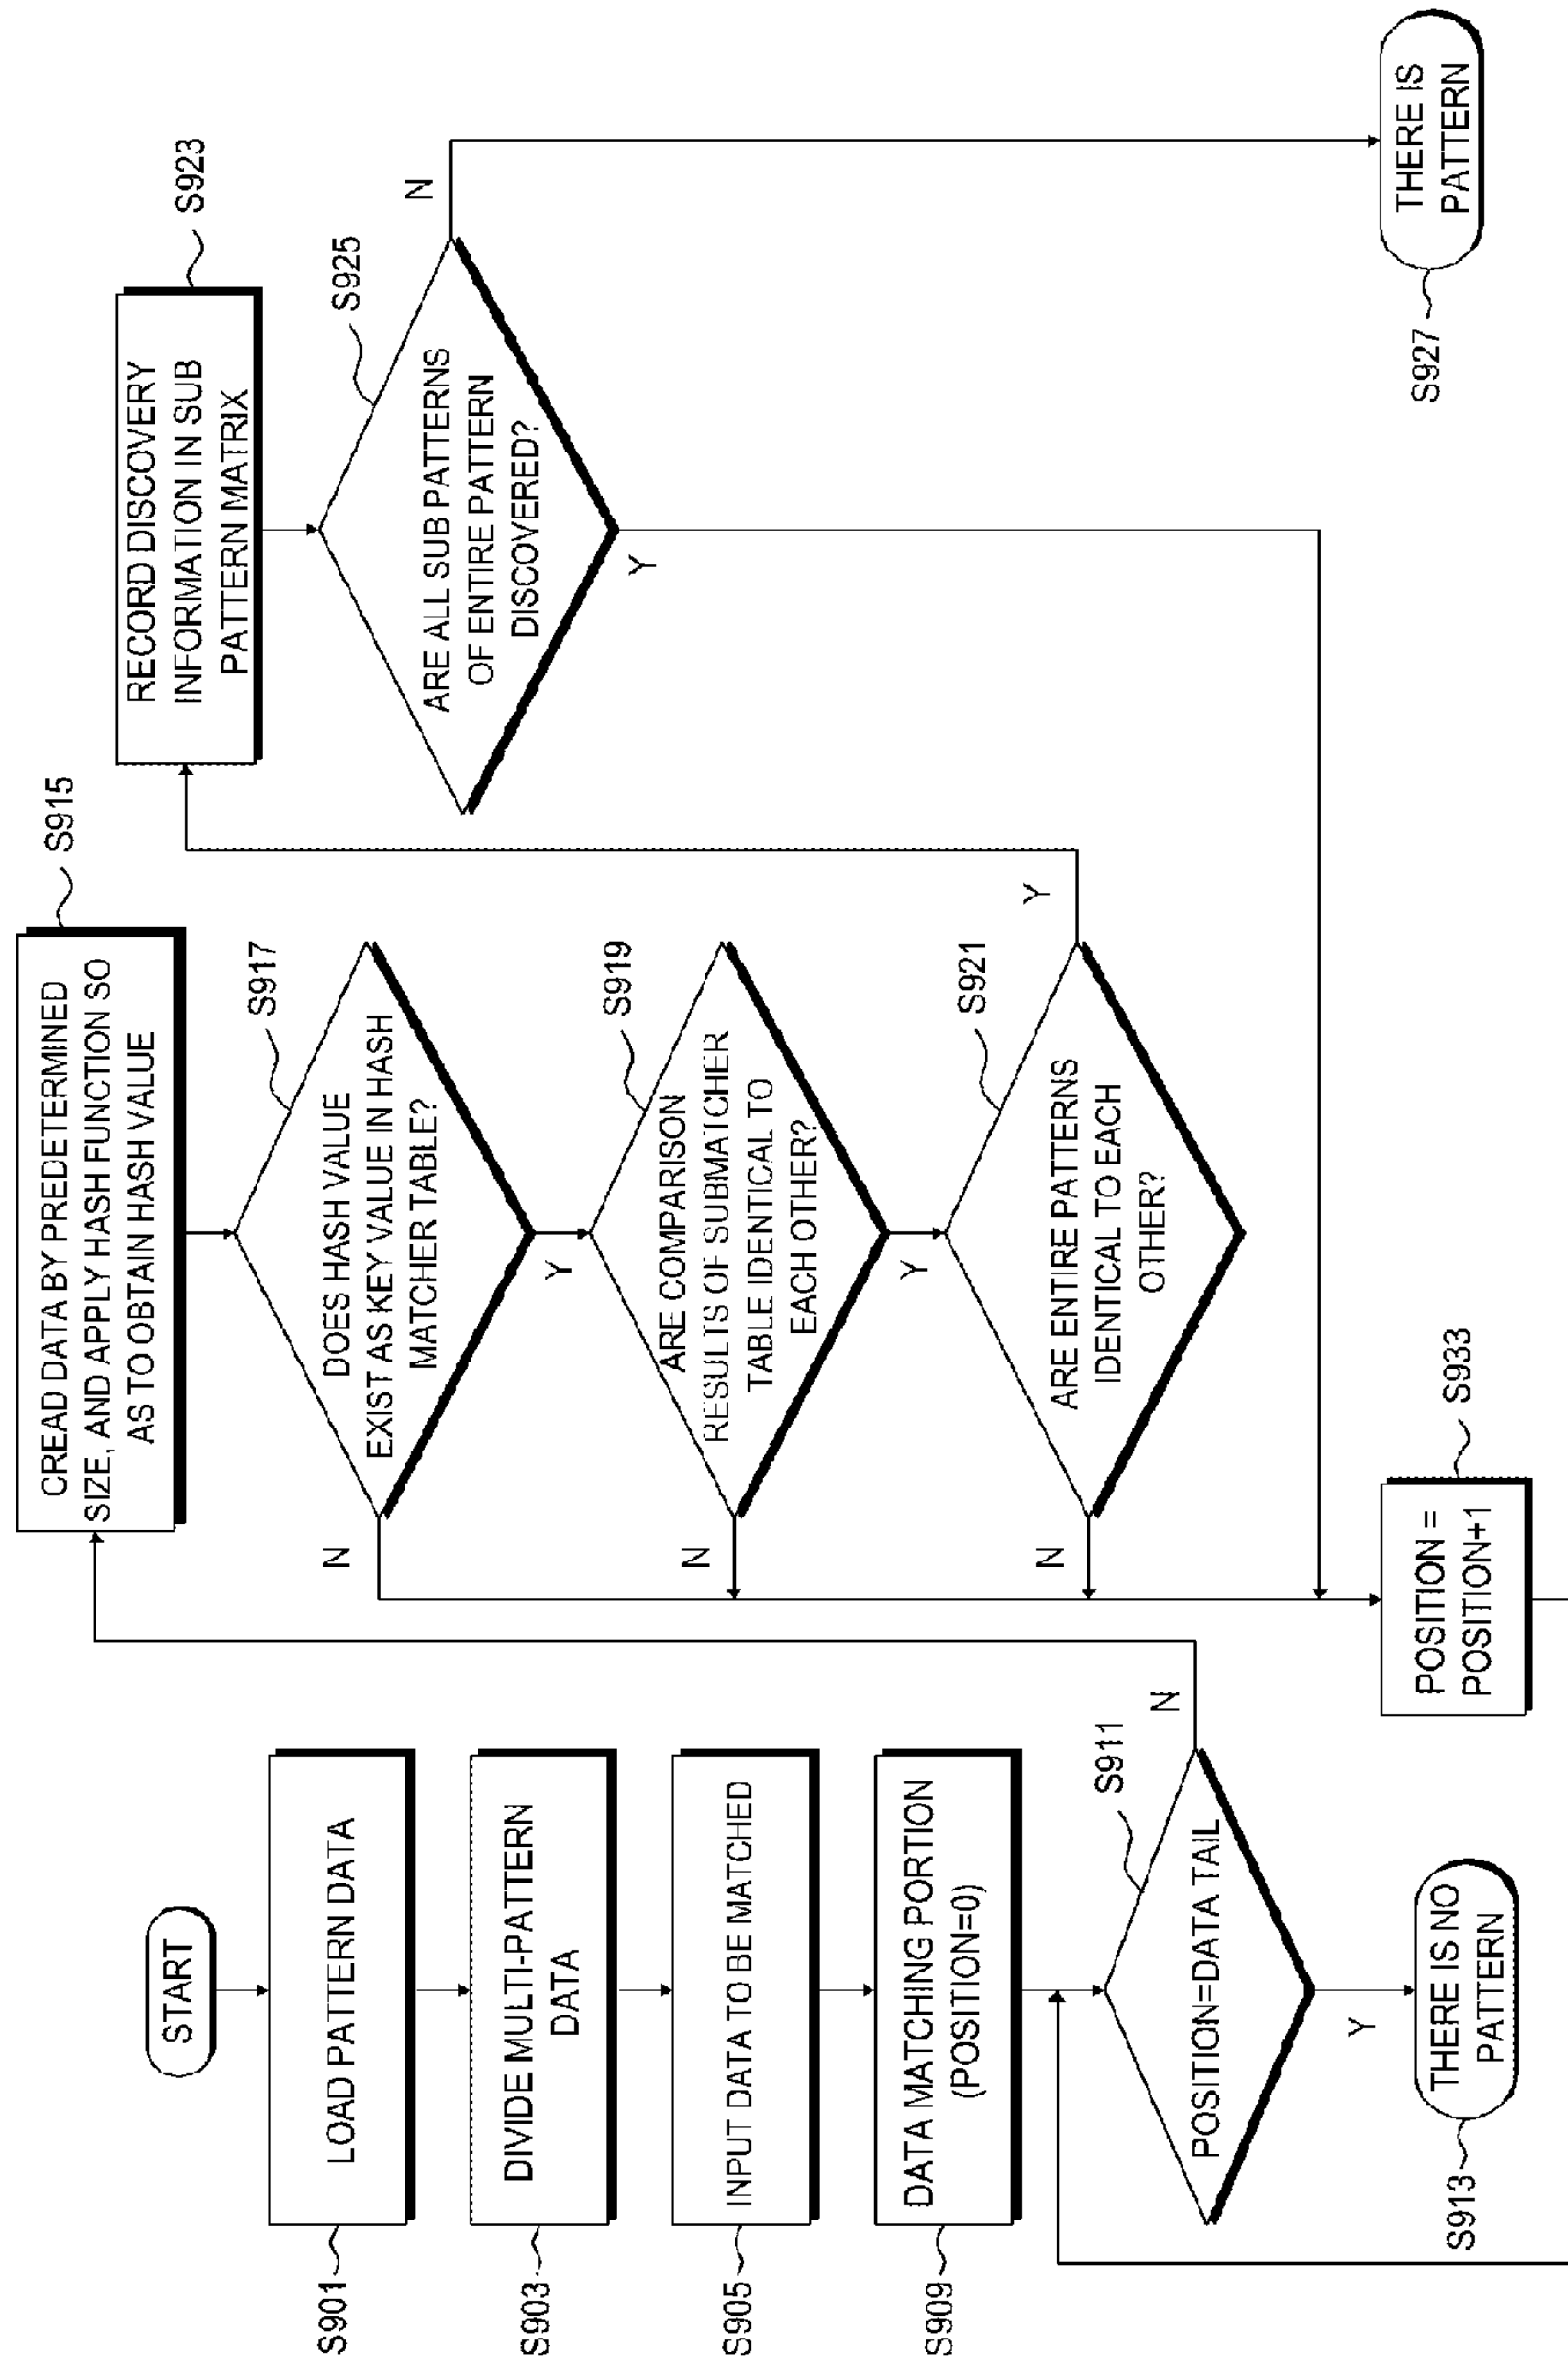 START
S901
LOAD PATTERN DATA
S903
DIVIDE MULTI-PATTERN
DATA
S905
INPUT DATA TO BE MATCHED
S909
DATA MATCHING PORTION
(POSITION=0)
S911
POSITION=DATA TAIL
N
Y
S913
THERE IS NO
PATTERN
S915
CREAD DATA BY PREDETERMINED
SIZE, AND APPLY HASH FUNCTION SO
AS TO OBTAIN HASH VALUE
S917
DOES HASH VALUE
EXIST AS KEY VALUE IN HASH
MATCHER TABLE?
N
Y
S919
ARE COMPARISON
RESULTS OF SUBMATCHER
TABLE IDENTICAL TO
EACH OTHER?
N
Y
S921
ARE ENTIRE PATTERNS
IDENTICAL TO EACH
OTHER?
N
Y
S933
POSITION =
POSITION+1
S923
RECORD DISCOVERY
INFORMATION IN SUB
PATTERN MATRIX
S925
ARE ALL SUB PATTERNS
OF ENTIRE PATTERN
DISCOVERED?
N
Y
S927
THERE IS
PATTERN